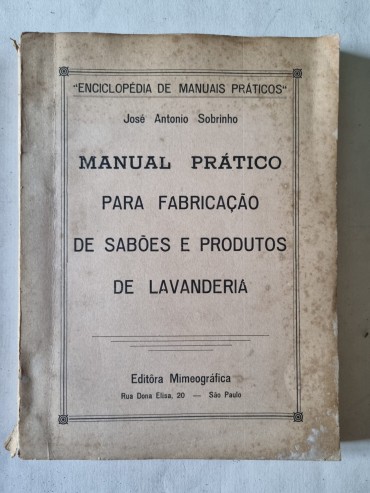 "ENCICLOPÉDIA DE MANUAIS PRÁTICOS"
José Antonio Sobrinho
MANUAL PRÁTICO
PARA FABRICAÇÃO
DE SABÕES E PRODUTOS
DE LAVANDERIA
Editôra Mimeográfica
Rua Dona Elisa, 20 — São Paulo